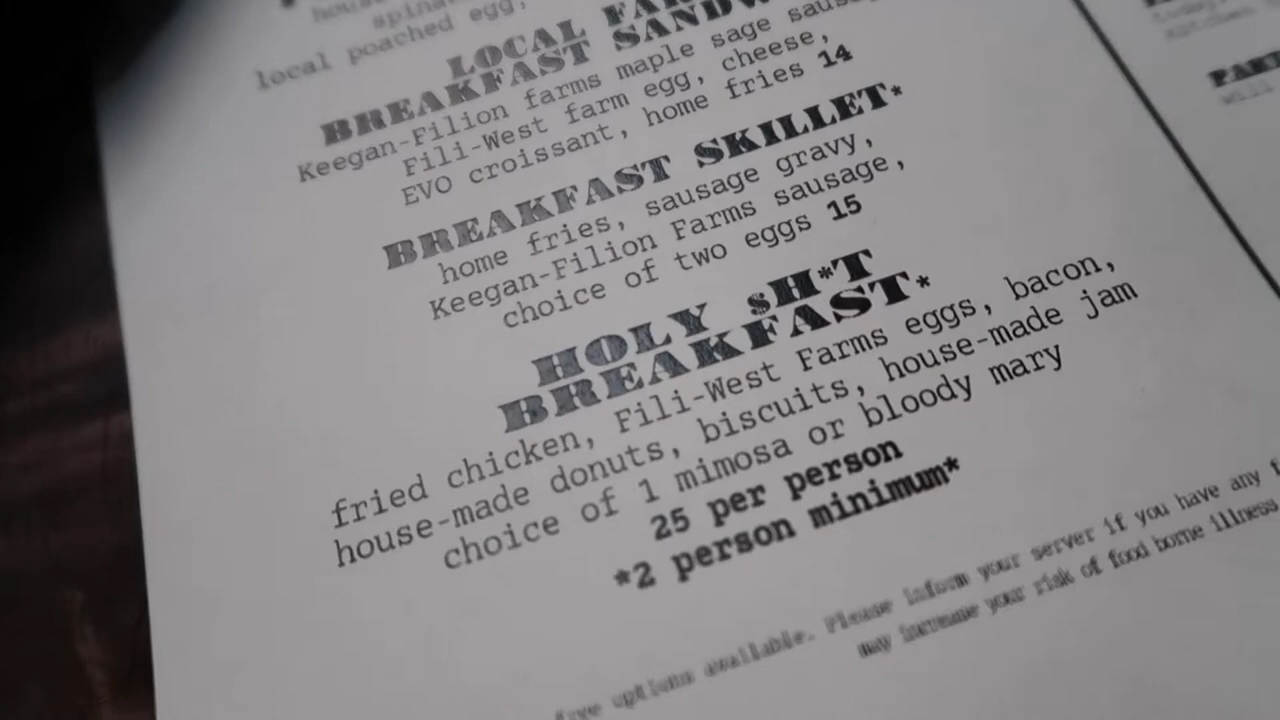 local poached egg,
LOCAL
BREAKFAST SANDW
Keegan-Filion farms maple sage
Fili-West farm egg, cheese,
EVO croissant, home fries 14
BREAKFAST SKILLET*
home fries, sausage gravy,
Keegan-Filion Farms sausage,
choice of two eggs 15
HOLY sH*T
BREAKFAST*
fried chicken, Fili-West Farms eggs, bacon,
house-made donuts, biscuits, house-made jam
choice of 1 mimosa or bloody mary
25 per person
*2 person minimum*
free options available. Please inform your server if you have any
may increase your risk of food borne illness